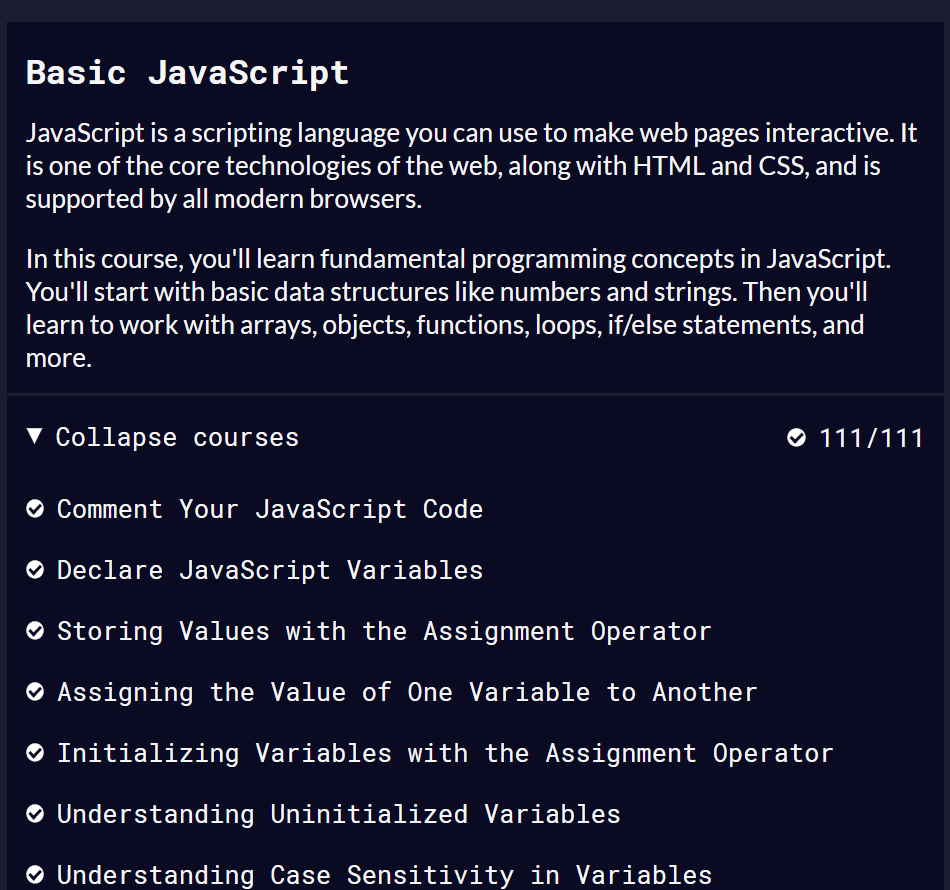 Basic JavaScript
JavaScript is a scripting language you can use to make web pages interactive. It
is one of the core technologies of the web, along with HTML and CSS, and is
supported by all modern browsers.
In this course, you'll learn fundamental programming concepts in JavaScript.
You'll start with basic data structures like numbers and strings. Then you'll
learn to work with arrays, objects, functions, loops, if/else statements, and
more.
Collapse courses 111/111
Comment Your JavaScript Code
Declare JavaScript Variables
Storing Values with the Assignment Operator
Assigning the Value of One Variable to Another
Initializing Variables with the Assignment Operator
Understanding Uninitialized Variables
Understanding Case Sensitivity in Variables